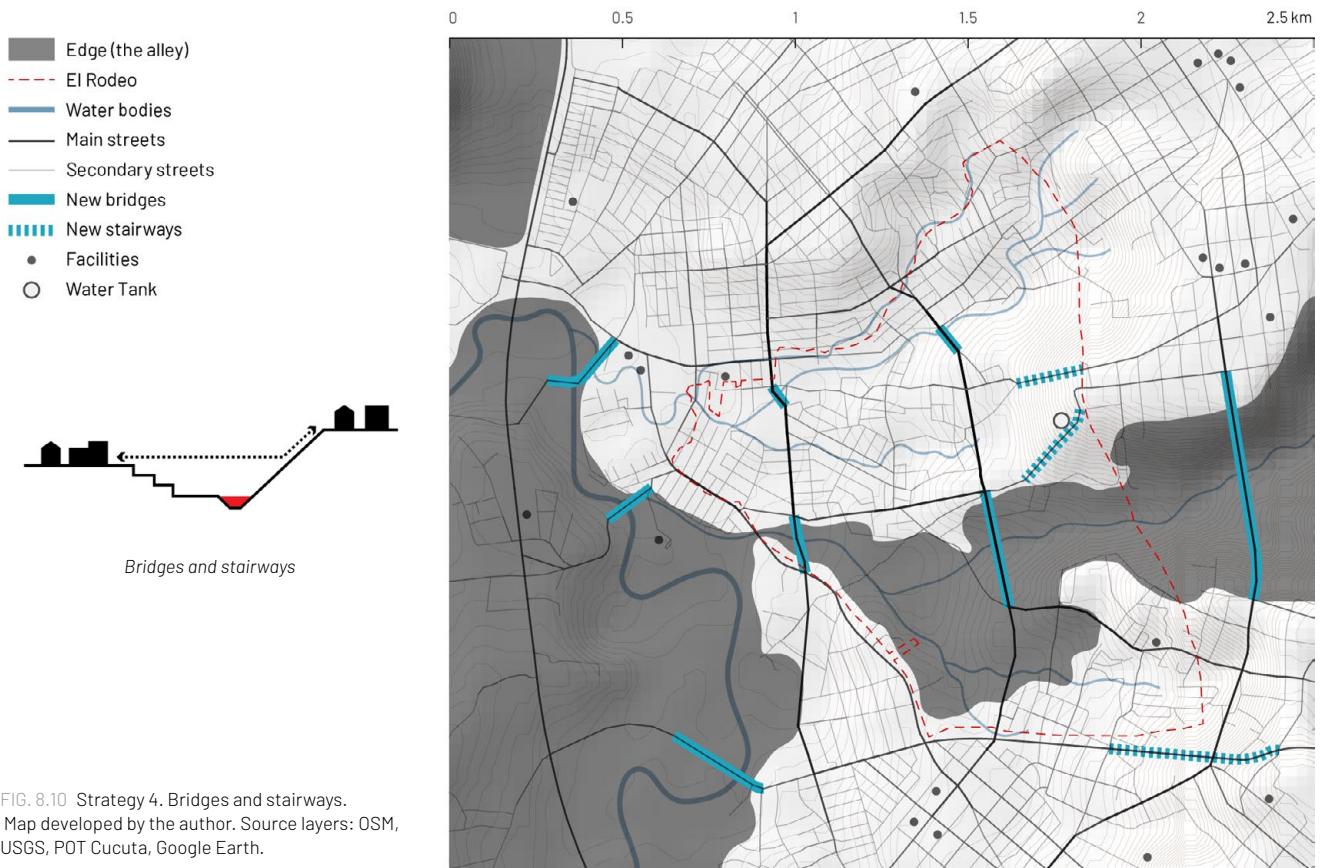 0 0.5 1 1.5 2 2.5 km
Edge (the alley)
El Rodeo
Water bodies
Main streets
Secondary streets
New bridges
New stairways
Facilities
Water Tank
Bridges and stairways
FIG. 8.10 Strategy 4. Bridges and stairways.
Map developed by the author. Source layers: OSM,
USGS, POT Cucuta, Google Earth.